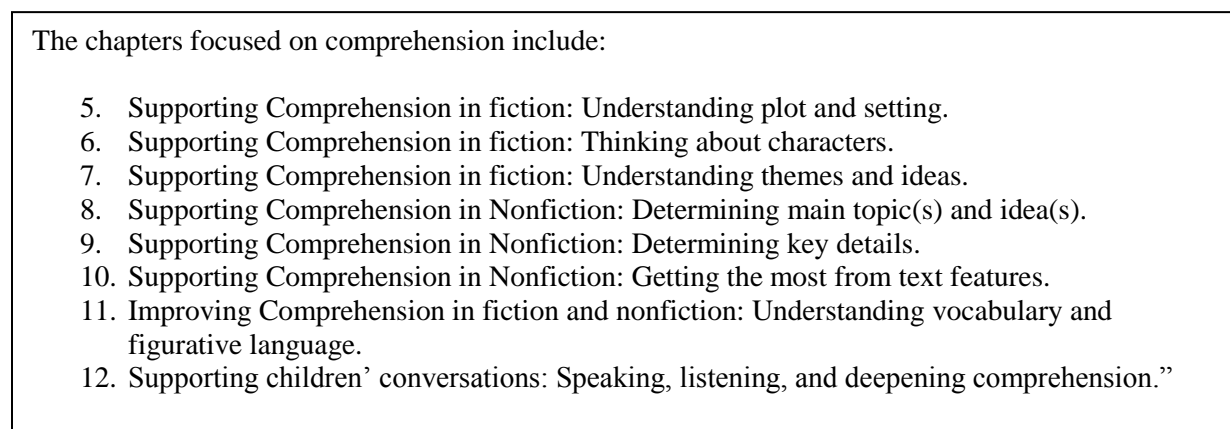 The chapters focused on comprehension include:
5. Supporting Comprehension in fiction: Understanding plot and setting.
6. Supporting Comprehension in fiction: Thinking about characters.
7. Supporting Comprehension in fiction: Understanding themes and ideas.
8. Supporting Comprehension in Nonfiction: Determining main topic(s) and idea(s).
9. Supporting Comprehension in Nonfiction: Determining key details.
10. Supporting Comprehension in Nonfiction: Getting the most from text features.
11. Improving Comprehension in fiction and nonfiction: Understanding vocabulary and
figurative language.
12. Supporting children’ conversations: Speaking, listening, and deepening comprehension.”